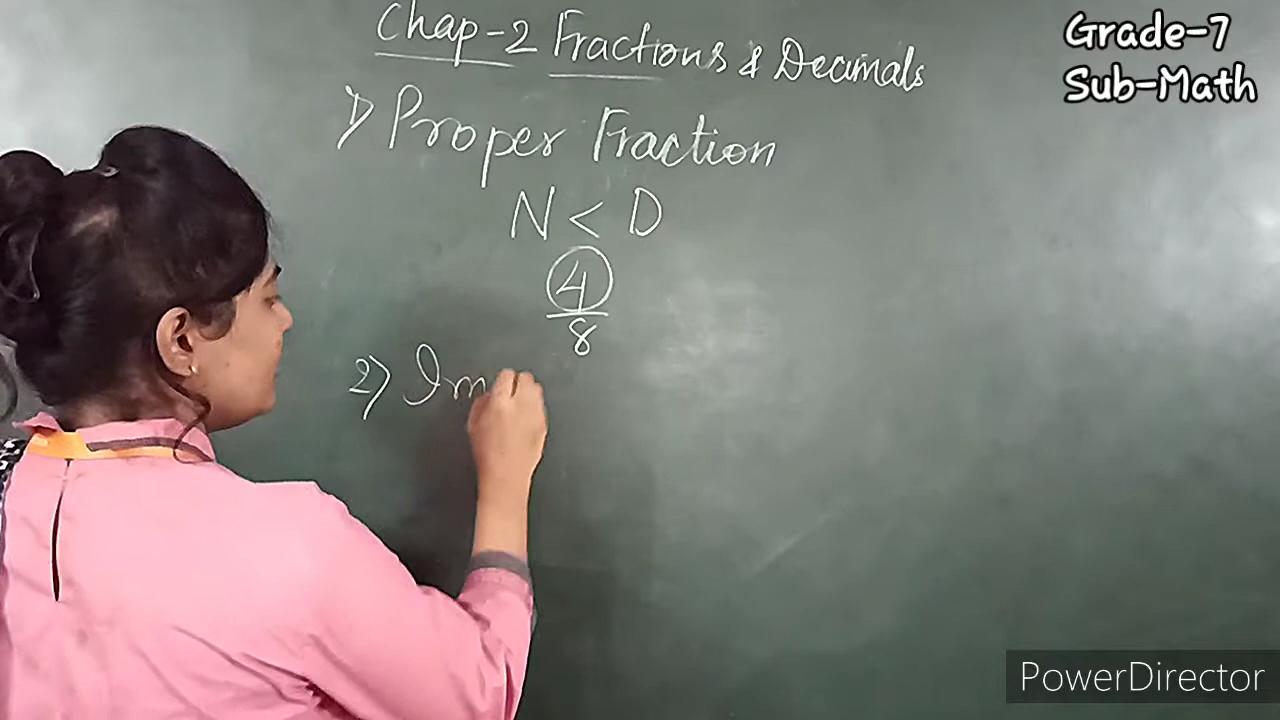 Chap-2 Fractions & Decimals
Grade-7
Sub-Math
1) Proper Fraction
N < D
4
8
2) Im
PowerDirector